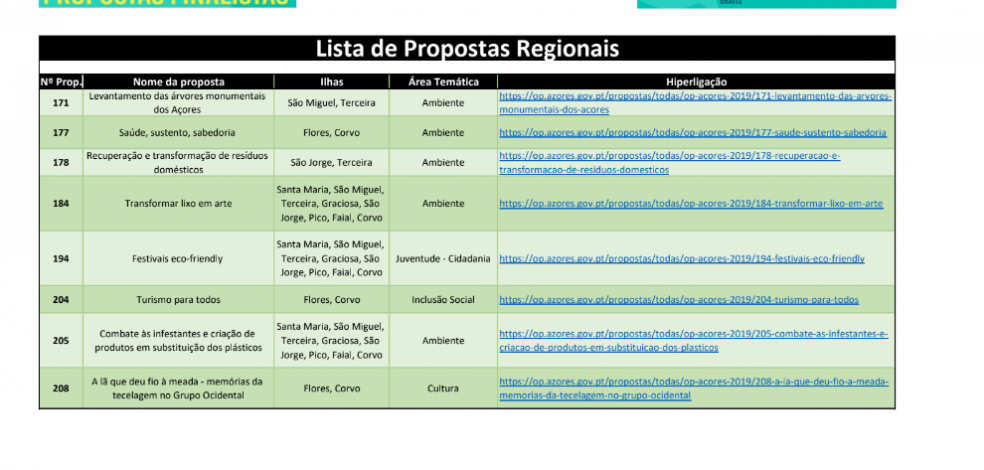 PROPOSTAS FINALISTAS
Lista de Propostas Regionais
Nº Prop. Nome da proposta Ilhas Área Temática Hiperligação
171 Levantamento das árvores monumentais dos Açores São Miguel, Terceira Ambiente https://op.azores.gov.pt/propostas/todas/op-acores-2019/171-levantamento-das-arvores-monumentais-dos-acores
177 Saúde, sustento, sabedoria Flores, Corvo Ambiente https://op.azores.gov.pt/propostas/todas/op-acores-2019/177-saude-sustento-sabedoria
178 Recuperação e transformação de resíduos domésticos São Jorge, Terceira Ambiente https://op.azores.gov.pt/propostas/todas/op-acores-2019/178-recuperacao-e-transformacao-de-residuos-domesticos
184 Transformar lixo em arte Santa Maria, São Miguel, Terceira, Graciosa, São Jorge, Pico, Faial, Corvo Ambiente https://op.azores.gov.pt/propostas/todas/op-acores-2019/184-transformar-lixo-em-arte
194 Festivais eco-friendly Santa Maria, São Miguel, Terceira, Graciosa, São Jorge, Pico, Faial, Corvo Juventude - Cidadania https://op.azores.gov.pt/propostas/todas/op-acores-2019/194-festivais-eco-friendly
204 Turismo para todos Flores, Corvo Inclusão Social https://op.azores.gov.pt/propostas/todas/op-acores-2019/204-turismo-para-todos
205 Combate às infestantes e criação de produtos em substituição dos plásticos Santa Maria, São Miguel, Terceira, Graciosa, São Jorge, Pico, Faial, Corvo Ambiente https://op.azores.gov.pt/propostas/todas/op-acores-2019/205-combate-as-infestantes-e-criacao-de-produtos-em-substituicao-dos-plasticos
208 A lã que deu fio à meada - memórias da tecelagem no Grupo Ocidental Flores, Corvo Cultura https://op.azores.gov.pt/propostas/todas/op-acores-2019/208-a-la-que-deu-fio-a-meada-memorias-da-tecelagem-no-grupo-ocidental